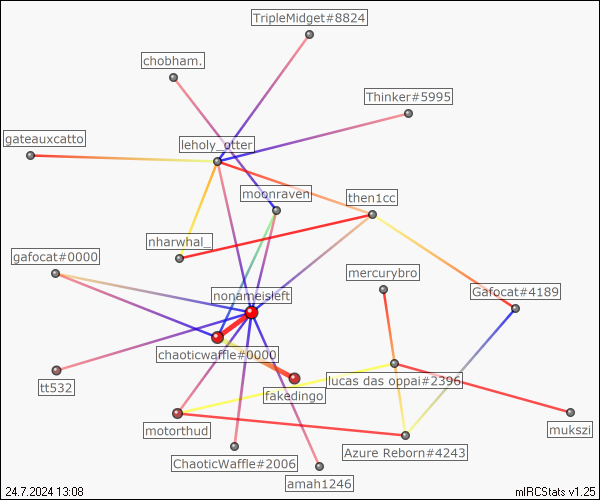 TripleMidget#8824
chobham.
Thinker#5995
gateauxcatto
leholy_otter
moonraven
then1cc
nharwhal_
gafocat#0000
mercurybro
nonameisleft
Gafocat#4189
chaoticwaffle#0000
tt532
fakedingo
lucas das oppai#2396
motorthud
mukszi
Azure Reborn#4243
ChaoticWaffle#2006
amah1246
24.7.2024 13:08
mIRCStats v1.25